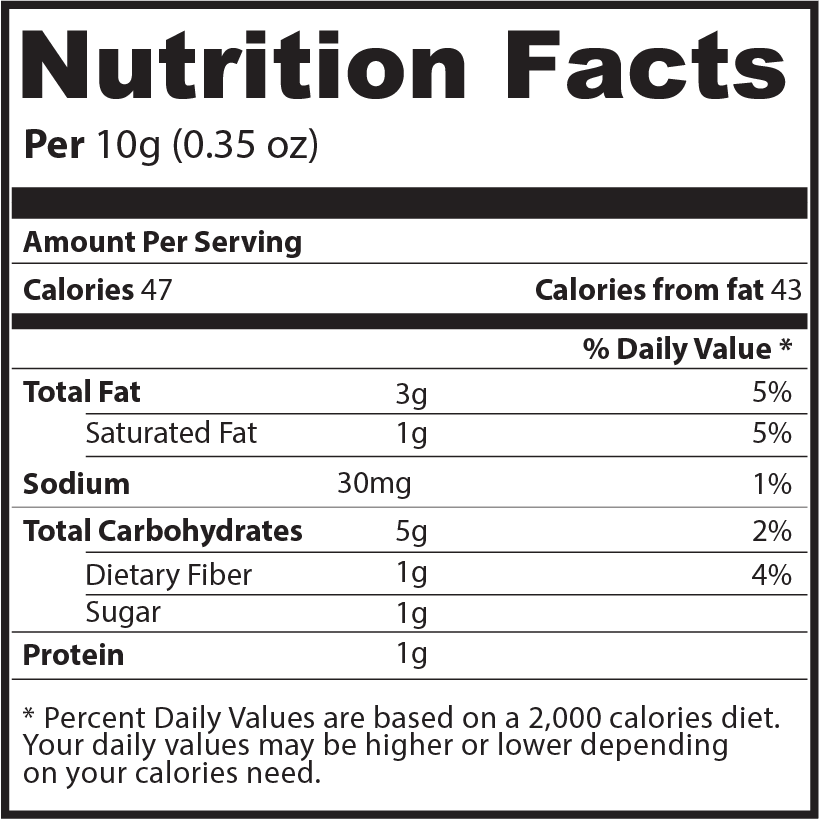 Nutrition Facts
Per 10g (0.35 oz)
Amount Per Serving
Calories 47 Calories from fat 43
% Daily Value *
Total Fat 3g 5%
Saturated Fat 1g 5%
Sodium 30mg 1%
Total Carbohydrates 5g 2%
Dietary Fiber 1g 4%
Sugar 1g
Protein 1g
* Percent Daily Values are based on a 2,000 calories diet.
Your daily values may be higher or lower depending
on your calories need.